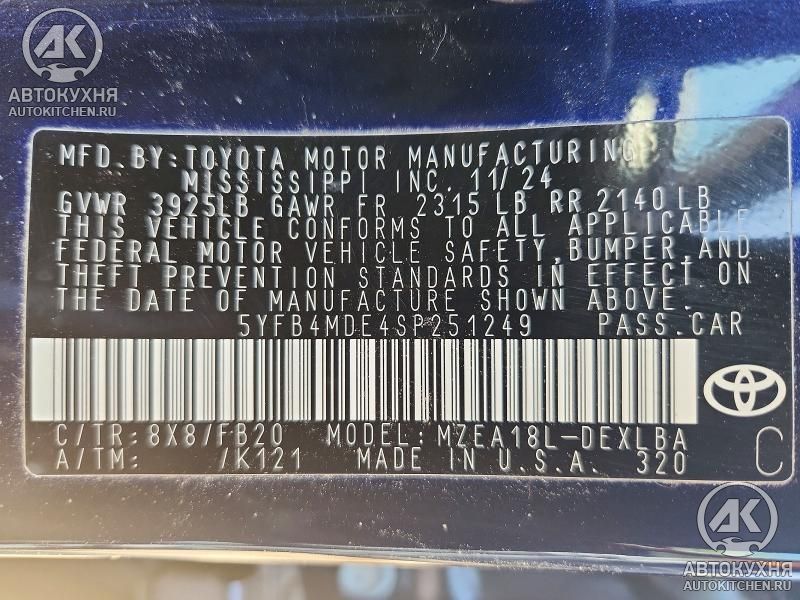 AK
АВТОКУХНЯ
AUTOKITCHEN.RU
MFD.BY:TOYOTA MOTOR MANUFACTURING
MISSISSIPPI INC. 11/24
GVWR 3925LB GAWR FR 2315 LB RR 2140 LB
THIS VEHICLE CONFORMS TO ALL APPLICABLE
FEDERAL MOTOR VEHICLE SAFETY,BUMPER,AND
THEFT PREVENTION STANDARDS IN EFFECT ON
THE DATE OF MANUFACTURE SHOWN ABOVE.
5YFB4MDE4SP251249 PASS.CAR
C/TR:8X8/FB20 MODEL:MZEA18L-DEXLBA
A/TM: /K121 MADE IN U.S.A. 320 C
AK
АВТОКУХНЯ
AUTOKITCHEN.RU